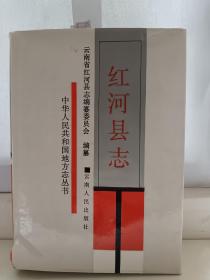 红河县志
云南省红河县志编纂委员会 编纂
云南人民出版社
中华人民共和国地方志丛书